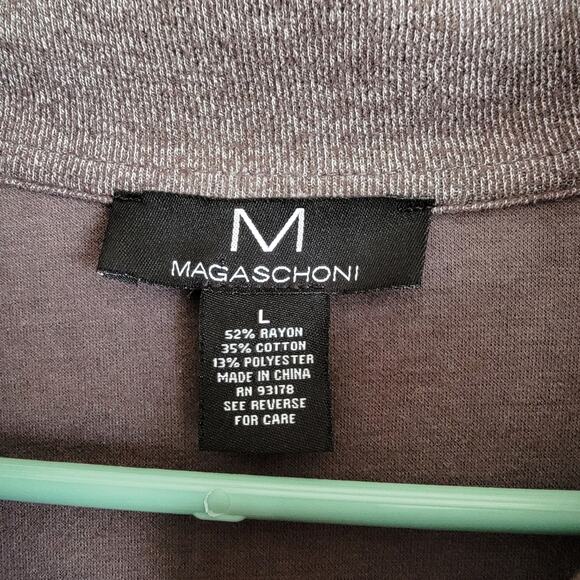 M
MAGASCHONI
L
52% RAYON
35% COTTON
13% POLYESTER
MADE IN CHINA
RN 93178
SEE REVERSE
FOR CARE